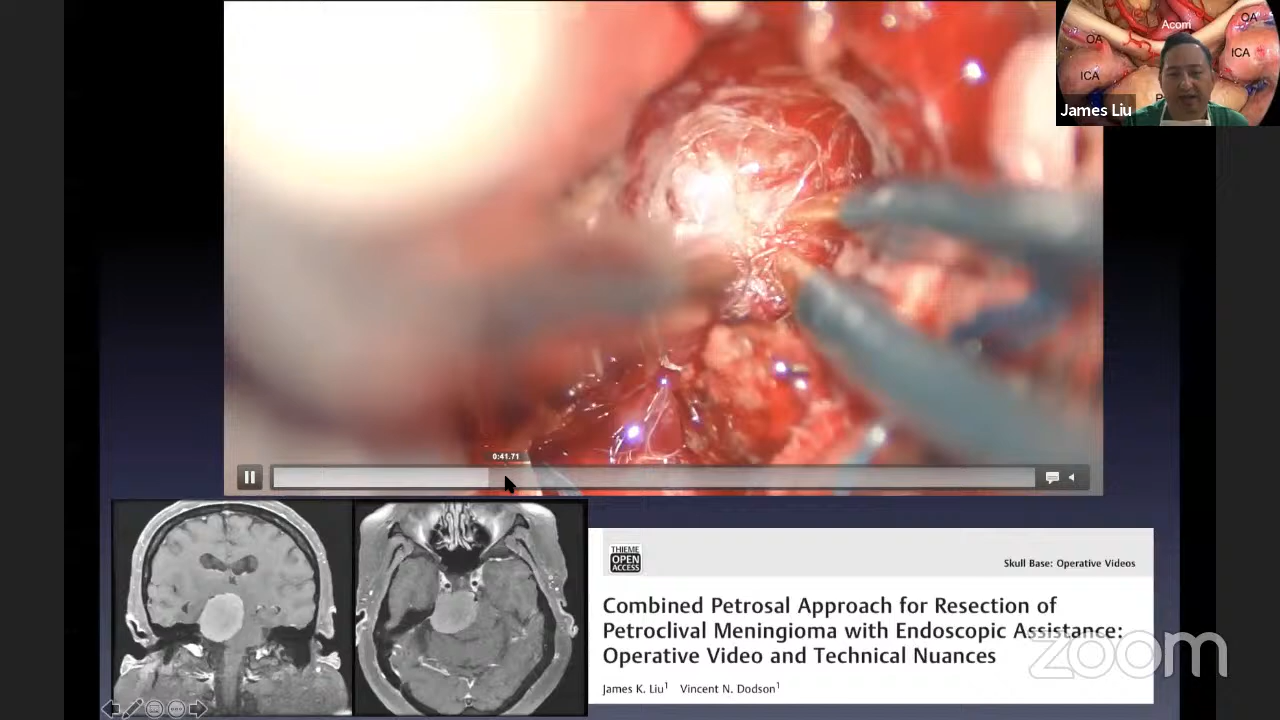 Acom
OA
OA
ICA
ICA
James Liu
0:41.71
THIEME
OPEN
ACCESS
Skull Base: Operative Videos
Combined Petrosal Approach for Resection of
Petroclival Meningioma with Endoscopic Assistance:
Operative Video and Technical Nuances
James K. Liu¹ Vincent N. Dodson¹
zoom